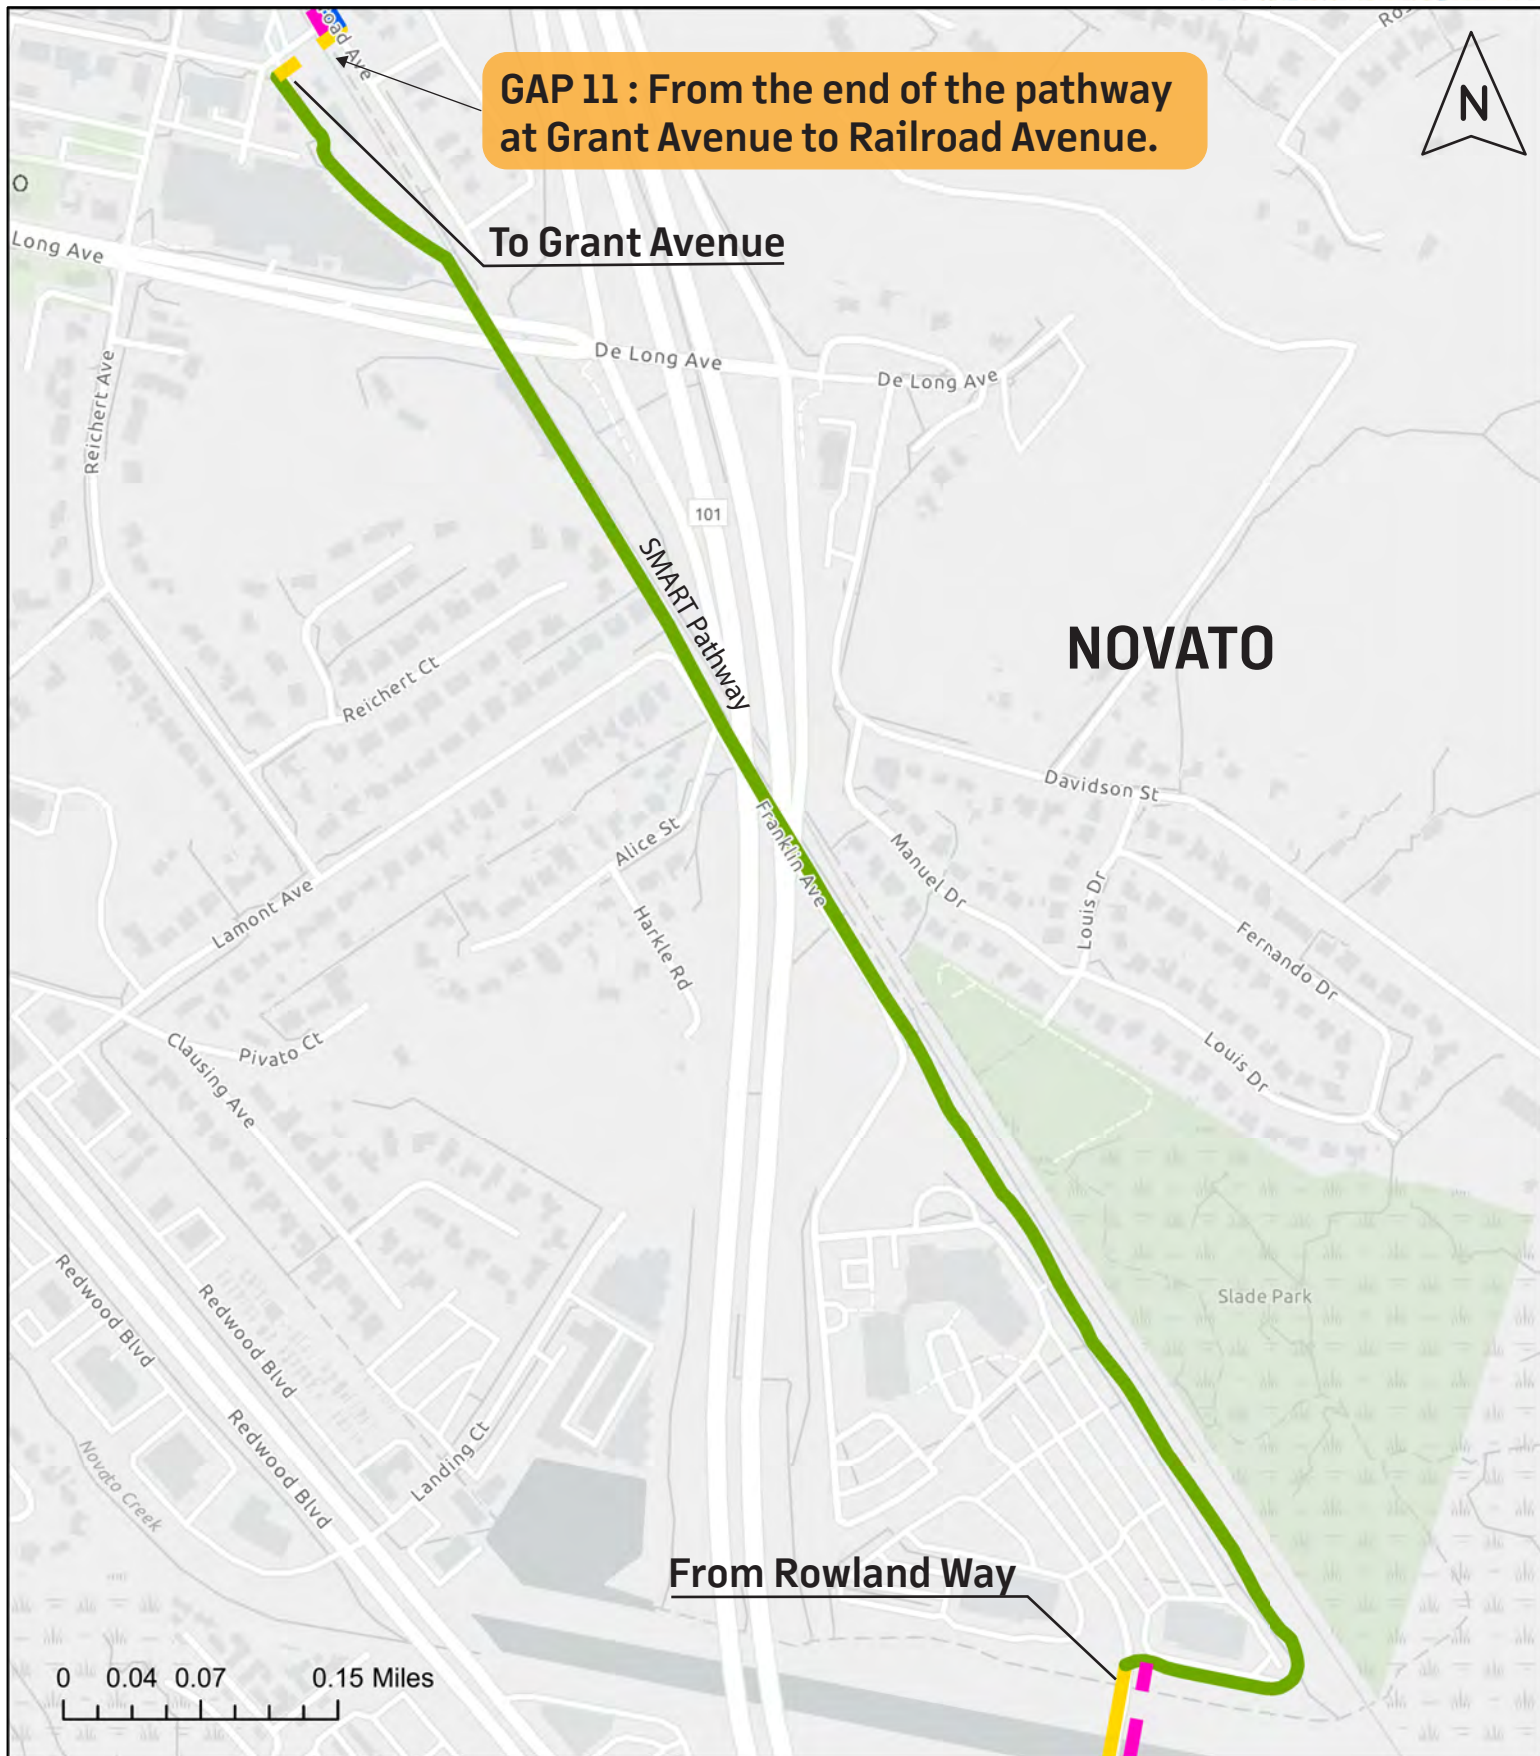 GAP 11 : From the end of the pathway
at Grant Avenue to Railroad Avenue.
N
oad Ave
Ros
To Grant Avenue
O
Long Ave
De Long Ave
De Long Ave
Reichert Ave
101
SMART Pathway
NOVATO
Reichert Ct
Davidson St
Franklin Ave
Alice St
Manuel Dr
Louis Dr
Lamont Ave
Harkle Rd
Fernando Dr
Clausing Ave
Pivato Ct
Louis Dr
Redwood Blvd
Redwood Blvd
Slade Park
Redwood Blvd
Landing Ct
Novato Creek
From Rowland Way
0 0.04 0.07 0.15 Miles